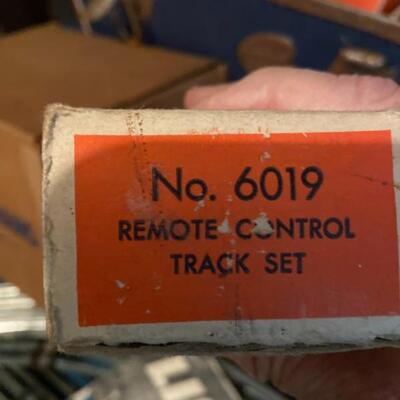 No. 6019
REMOTE CONTROL
TRACK SET